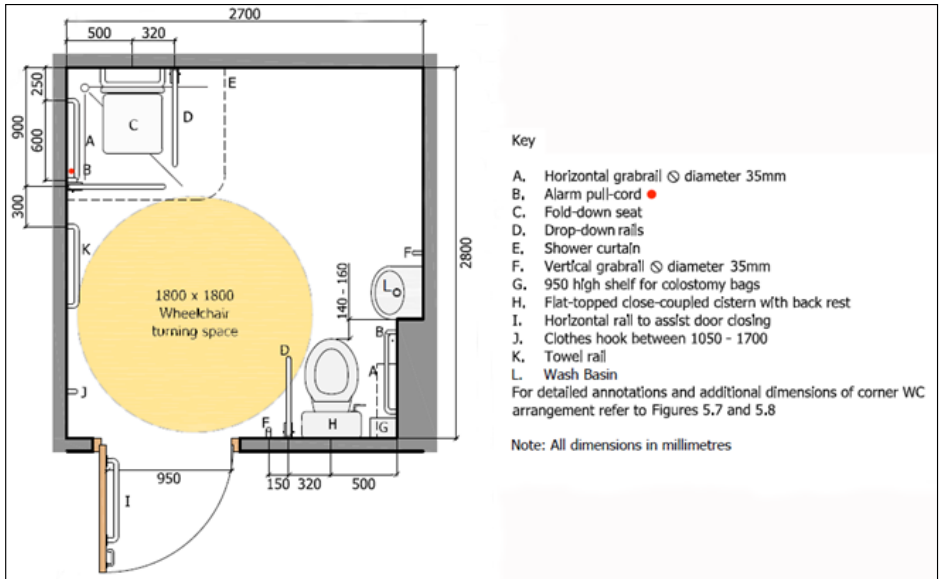 2700
500 320
250
900
600
300
2800
E
D
C
A
B
K
F
L
140 - 160
1800 x 1800
Wheelchair
turning space
B
D
A
J
F
H
G
950
150 320 500
I
Key
A. Horizontal grabrail ⦸ diameter 35mm
B. Alarm pull-cord
C. Fold-down seat
D. Drop-down rails
E. Shower curtain
F. Vertical grabrail ⦸ diameter 35mm
G. 950 high shelf for colostomy bags
H. Flat-topped close-coupled cistern with back rest
I. Horizontal rail to assist door closing
J. Clothes hook between 1050 - 1700
K. Towel rail
L. Wash Basin
For detailed annotations and additional dimensions of corner WC
arrangement refer to Figures 5.7 and 5.8
Note: All dimensions in millimetres